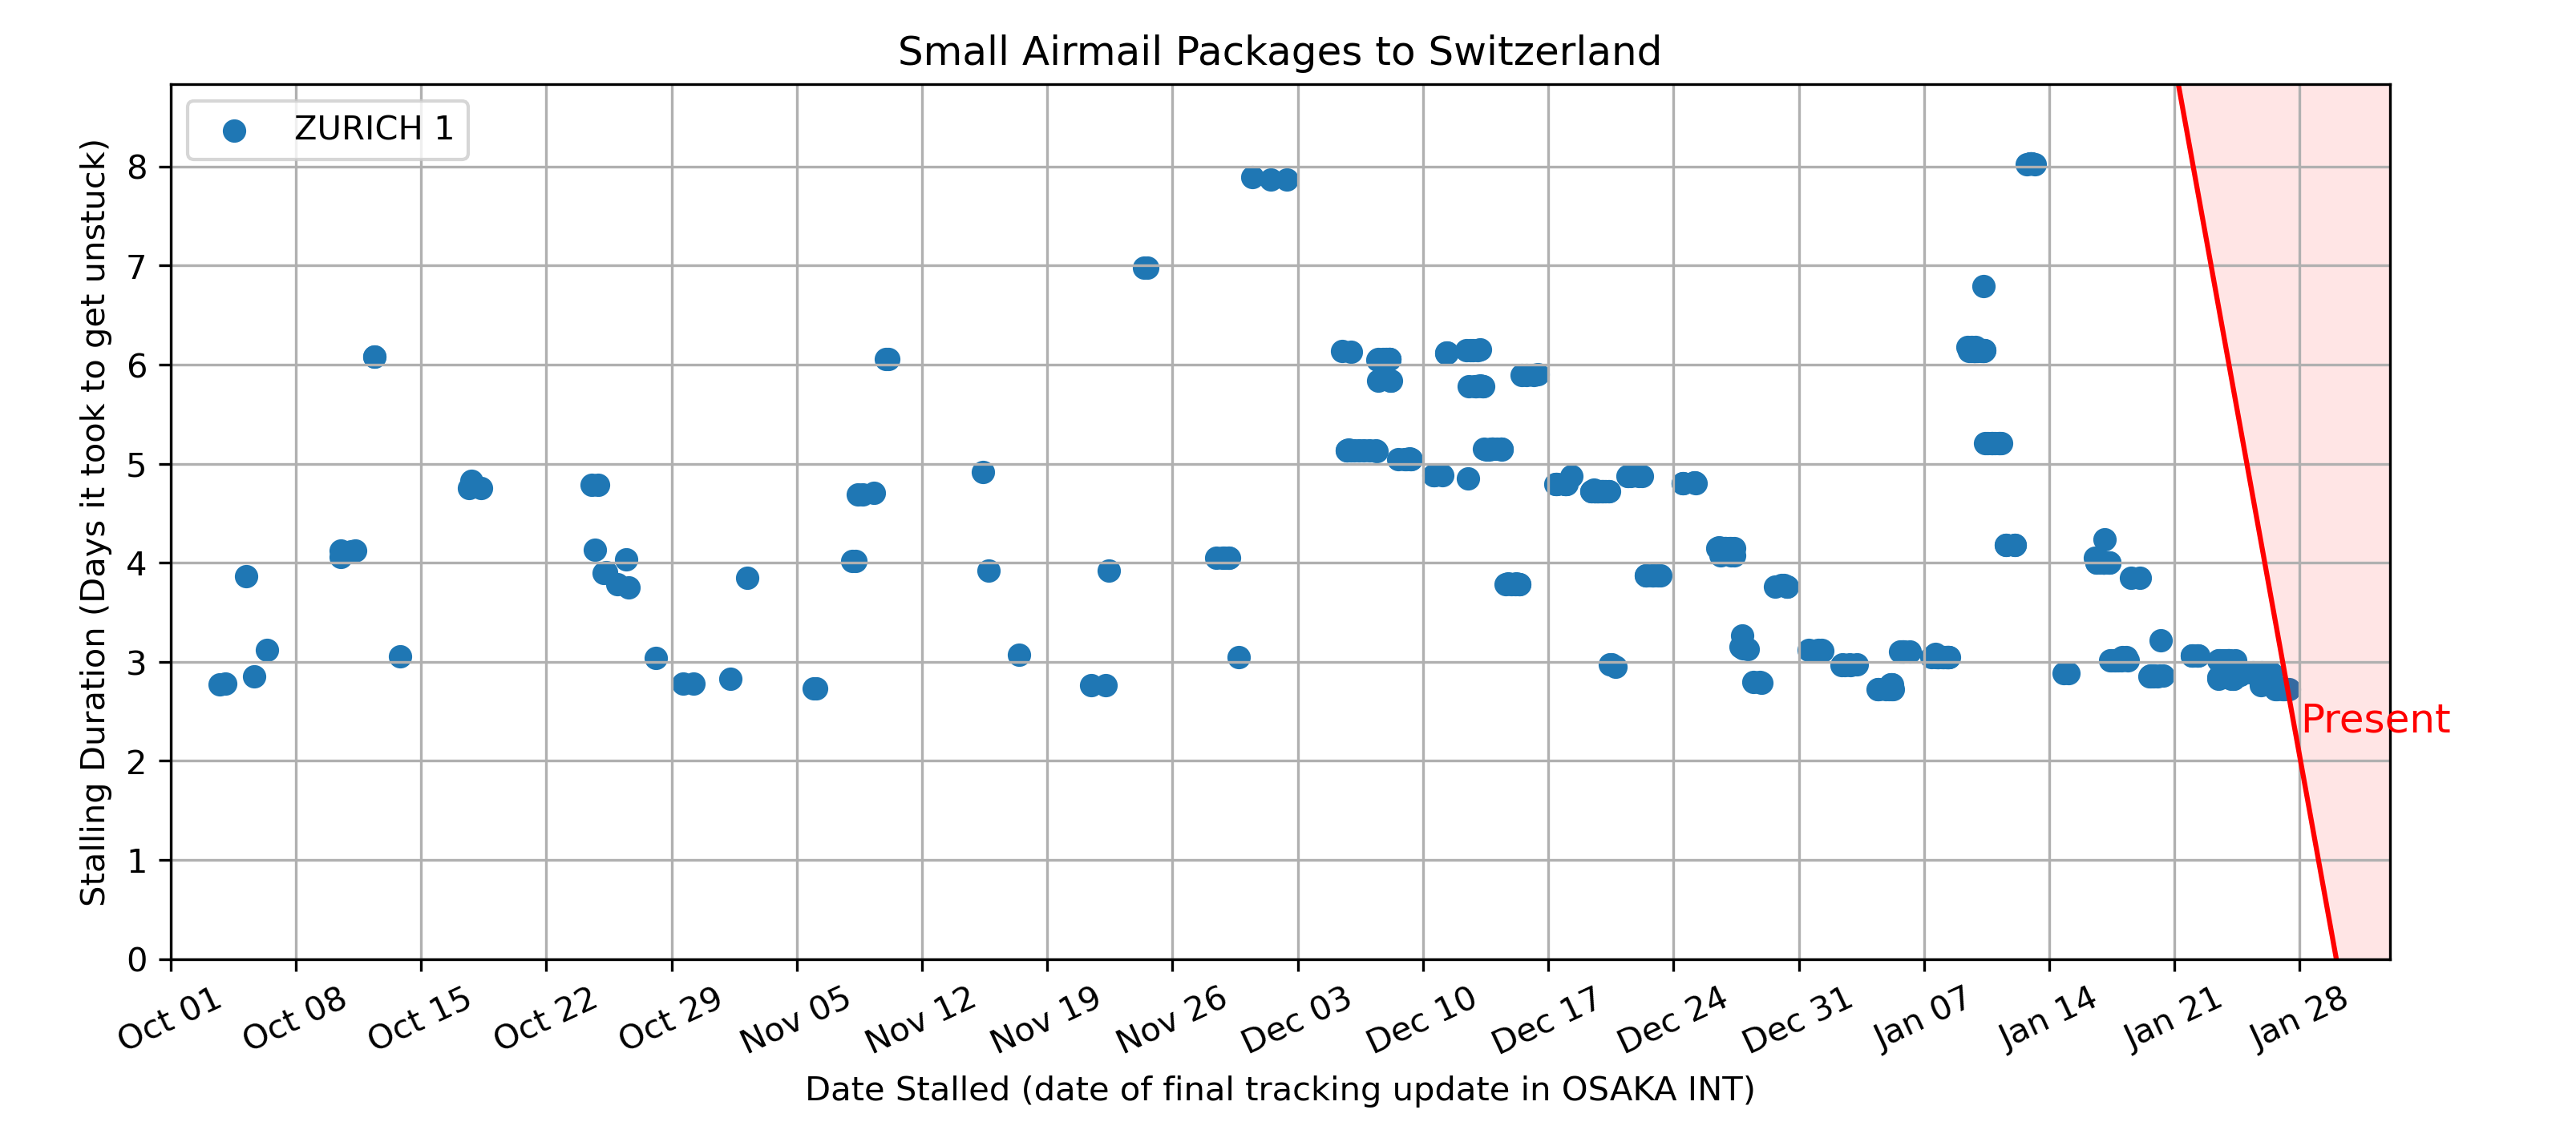 Small Airmail Packages to Switzerland
ZURICH 1
Stalling Duration (Days it took to get unstuck)
8
7
6
5
4
3
2
1
0
Present
Oct 01
Oct 08
Oct 15
Oct 22
Oct 29
Nov 05
Nov 12
Nov 19
Nov 26
Dec 03
Dec 10
Dec 17
Dec 24
Dec 31
Jan 07
Jan 14
Jan 21
Jan 28
Date Stalled (date of final tracking update in OSAKA INT)